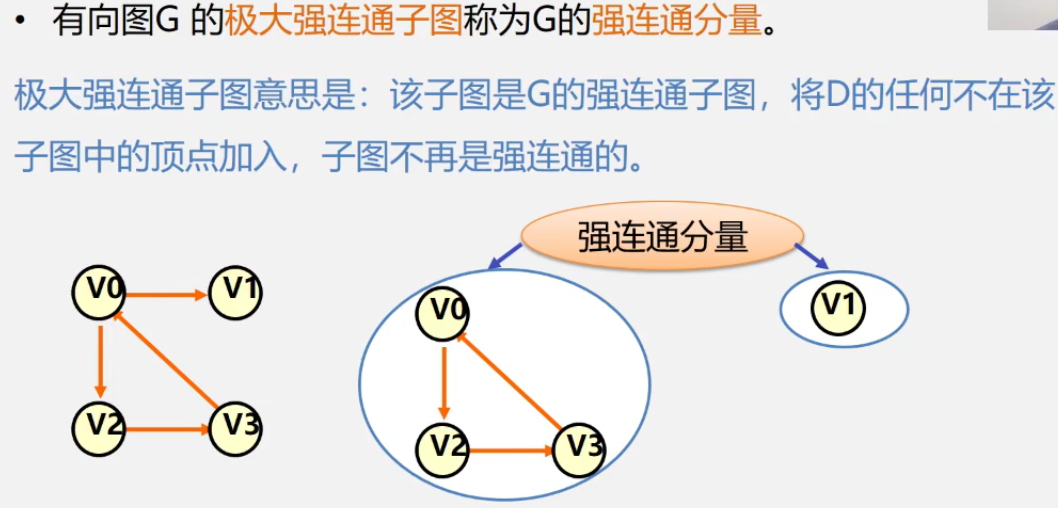 • 有向图G 的极大强连通子图称为G的强连通分量。
极大强连通子图意思是：该子图是G的强连通子图，将D的任何不在该
子图中的顶点加入，子图不再是强连通的。
强连通分量
V0
V1
V2
V3
V0
V2
V3
V1